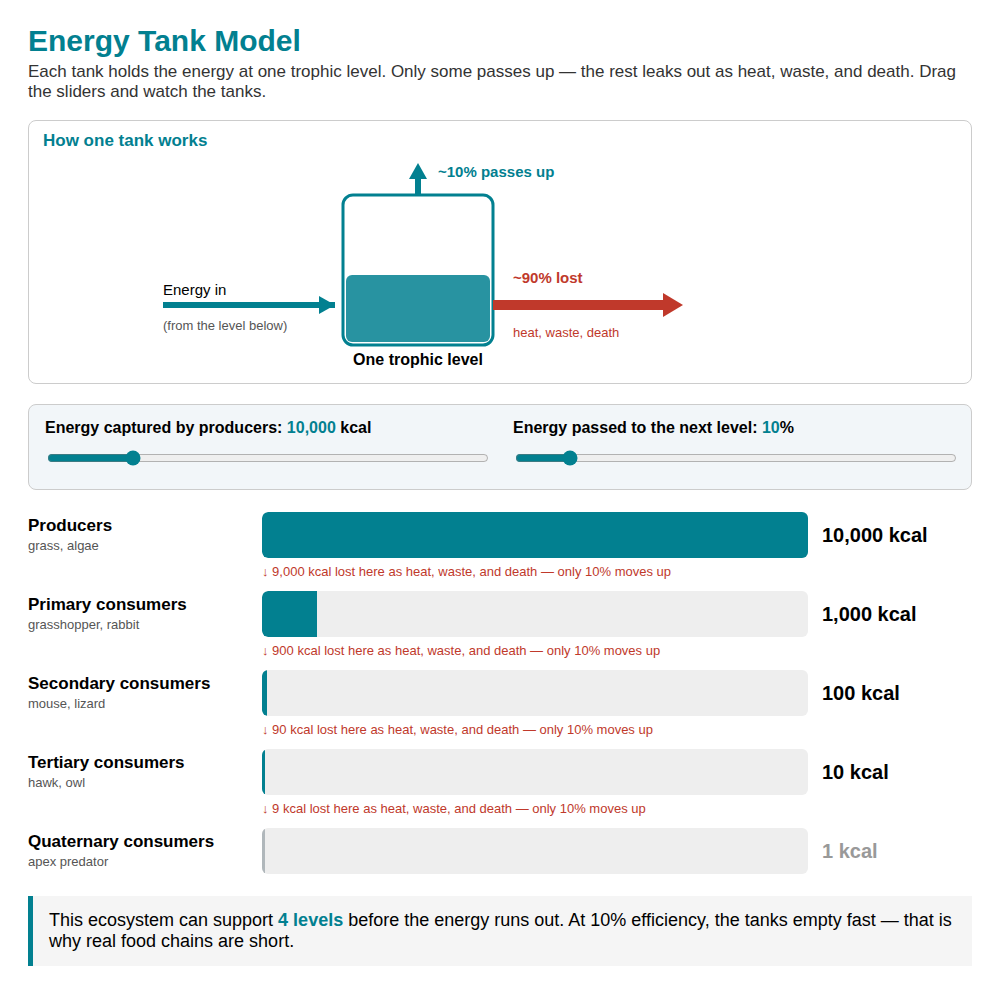 Energy Tank Model
Each tank holds the energy at one trophic level. Only some passes up — the rest leaks out as heat, waste, and death. Drag
the sliders and watch the tanks.
How one tank works
~10% passes up
Energy in
(from the level below)
~90% lost
heat, waste, death
One trophic level
Energy captured by producers: 10,000 kcal
Energy passed to the next level: 10%
Producers
grass, algae
10,000 kcal
↓ 9,000 kcal lost here as heat, waste, and death — only 10% moves up
Primary consumers
grasshopper, rabbit
1,000 kcal
↓ 900 kcal lost here as heat, waste, and death — only 10% moves up
Secondary consumers
mouse, lizard
100 kcal
↓ 90 kcal lost here as heat, waste, and death — only 10% moves up
Tertiary consumers
hawk, owl
10 kcal
↓ 9 kcal lost here as heat, waste, and death — only 10% moves up
Quaternary consumers
apex predator
1 kcal
This ecosystem can support 4 levels before the energy runs out. At 10% efficiency, the tanks empty fast — that is
why real food chains are short.